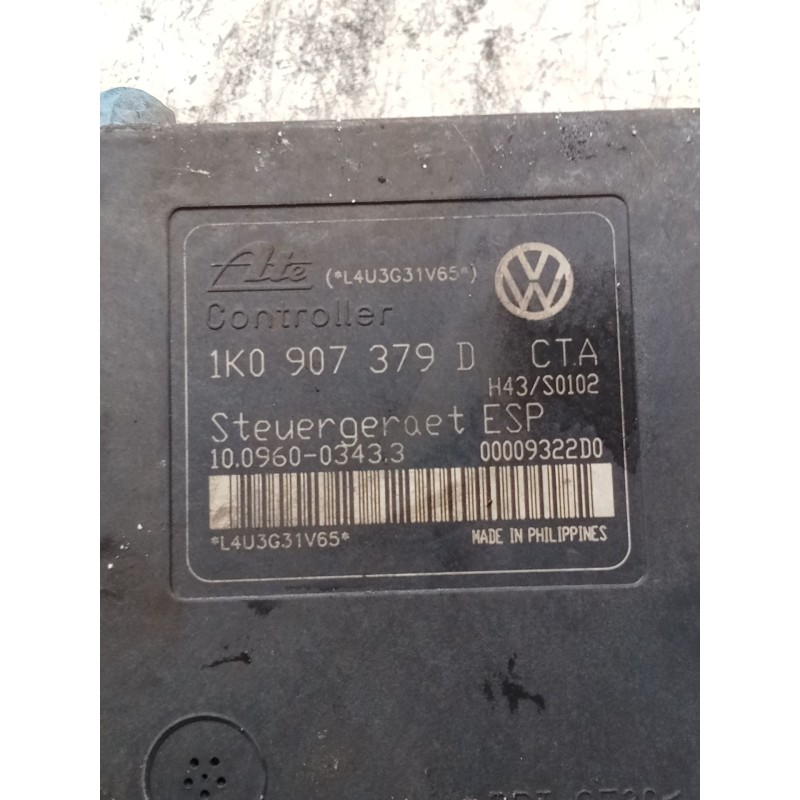 Ate (*L4U3G31V65*)
Controller
1K0 907 379 D CTA
H43/S0102
Steuergeraet ESP
10.0960-0343.3 00009322D0
*L4U3G31V65* MADE IN PHILIPPINES